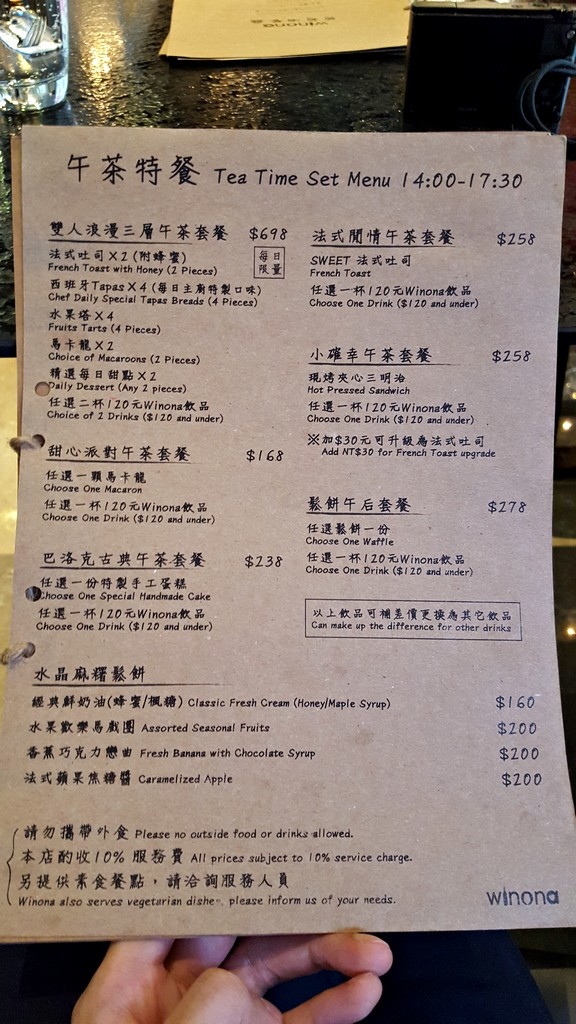 winona
午茶特餐 Tea Time Set Menu 14:00-17:30
雙人浪漫三層午茶套餐 $698
每日限量
法式吐司X2(附蜂蜜)
French Toast with Honey (2 Pieces)
西班牙Tapas X4(每日主廚特製口味)
Chef Daily Special Tapas Breads (4 Pieces)
水果塔X4
Fruits Tarts (4 Pieces)
馬卡龍X2
Choice of Macaroons (2 Pieces)
精選每日甜點X2
Daily Dessert (Any 2 pieces)
任選二杯120元Winona飲品
Choice of 2 Drinks ($120 and under)
甜心派對午茶套餐 $168
任選一顆馬卡龍
Choose One Macaron
任選一杯120元Winona飲品
Choose One Drink ($120 and under)
巴洛克古典午茶套餐 $238
任選一份特製手工蛋糕
Choose One Special Handmade Cake
任選一杯120元Winona飲品
Choose One Drink ($120 and under)
法式閒情午茶套餐 $258
SWEET 法式吐司
French Toast
任選一杯120元Winona飲品
Choose One Drink ($120 and under)
小確幸午茶套餐 $258
現烤夾心三明治
Hot Pressed Sandwich
任選一杯120元Winona飲品
Choose One Drink ($120 and under)
※加$30元可升級為法式吐司
Add NT$30 for French Toast upgrade
鬆餅午后套餐 $278
任選鬆餅一份
Choose One Waffle
任選一杯120元Winona飲品
Choose One Drink ($120 and under)
以上飲品可補差價更換為其它飲品
Can make up the difference for other drinks
水晶麻糬鬆餅
經典鮮奶油(蜂蜜/楓糖) Classic Fresh Cream (Honey/Maple Syrup) $160
水果歡樂馬戲團 Assorted Seasonal Fruits $200
香蕉巧克力戀曲 Fresh Banana with Chocolate Syrup $200
法式蘋果焦糖醬 Caramelized Apple $200
請勿攜帶外食 Please no outside food or drinks allowed.
本店酌收10% 服務費 All prices subject to 10% service charge.
另提供素食餐點,請洽詢服務人員
Winona also serves vegetarian dishes, please inform us of your needs.
winona